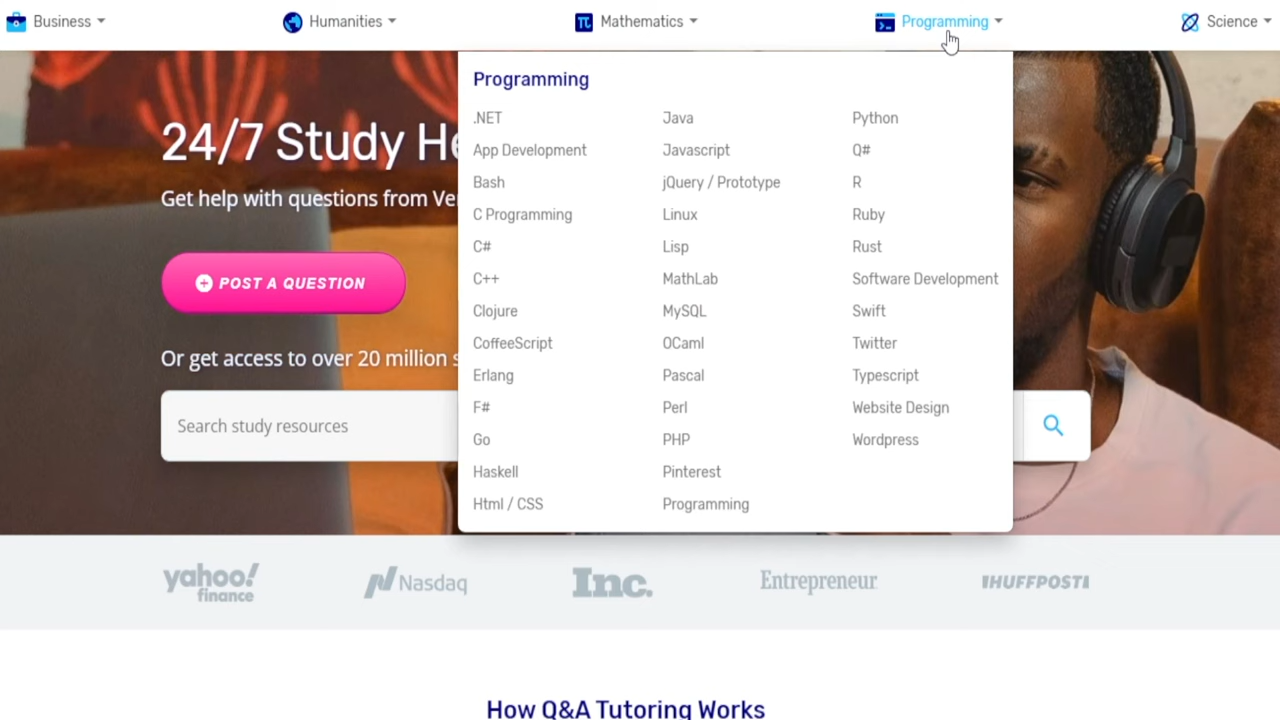 Business
Humanities
Mathematics
Programming
Science
24/7 Study
Get help with questions from
POST A QUESTION
Or get access to over 20 million
Search study resources
Programming
.NET
App Development
Bash
C Programming
C#
C++
Clojure
CoffeeScript
Erlang
F#
Go
Haskell
Html / CSS
Java
Javascript
jQuery / Prototype
Linux
Lisp
MathLab
MySQL
OCaml
Pascal
Perl
PHP
Pinterest
Programming
Python
Q#
R
Ruby
Rust
Software Development
Swift
Twitter
Typescript
Website Design
Wordpress
yahoo!
finance
Nasdaq
Inc.
Entrepreneur
HUFFPOST
How Q&A Tutoring Works